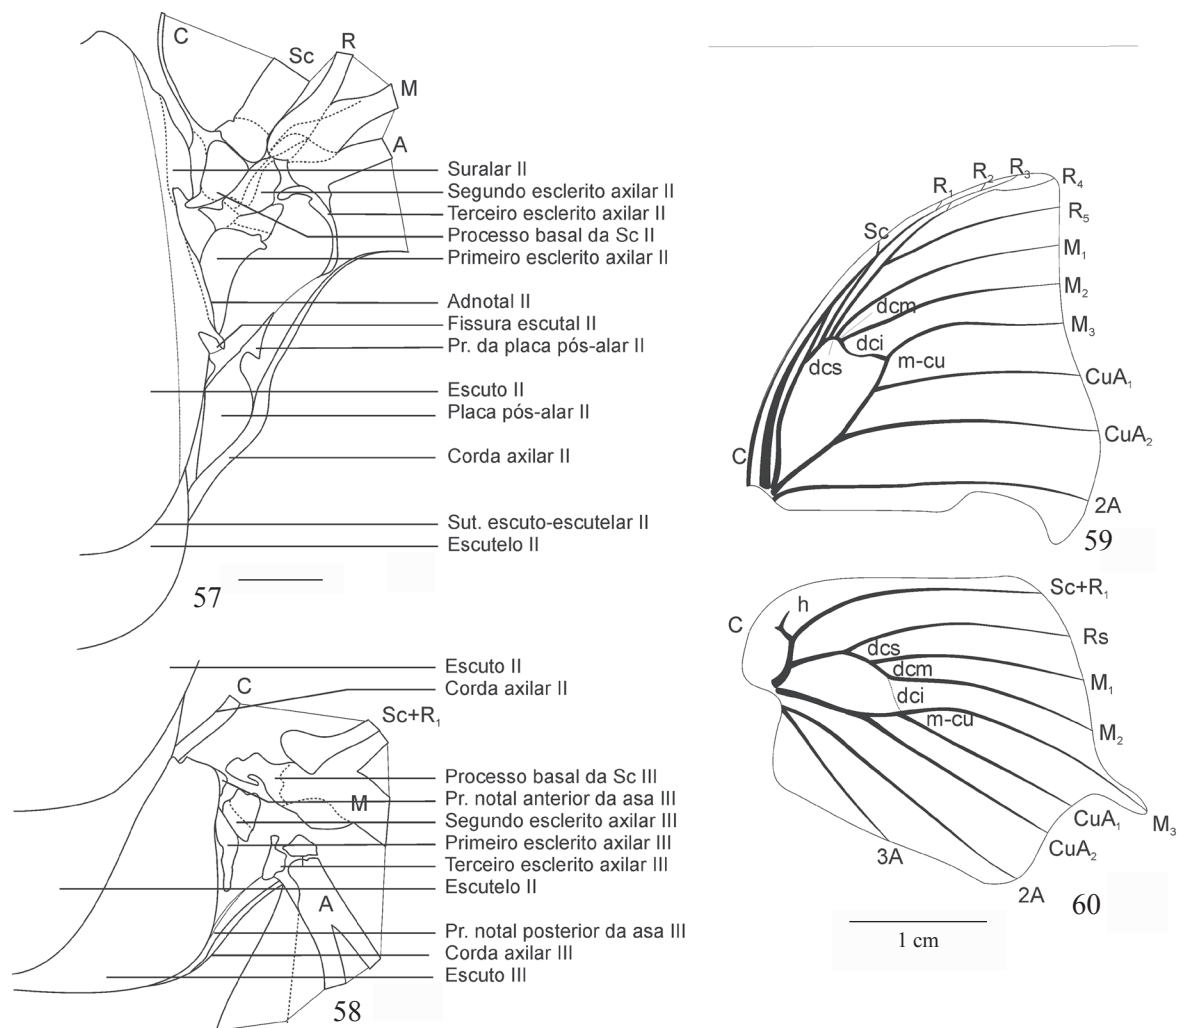 C
Sc
R
M
A
Suralar II
Segundo esclerito axilar II
Terceiro esclerito axilar II
Processo basal da Sc II
Primeiro esclerito axilar II
Adnotal II
Fissura escutal II
Pr. da placa pós-alar II
Escuto II
Placa pós-alar II
Corda axilar II
Sut. escuto-escutelar II
Escutelo II
57
Escuto II
Corda axilar II
C
Sc+R₁
Processo basal da Sc III
Pr. notal anterior da asa III
M
Segundo esclerito axilar III
Primeiro esclerito axilar III
Terceiro esclerito axilar III
Escutelo II
A
Pr. notal posterior da asa III
Corda axilar III
Escuto III
58
Sc
R₁
R₂
R₃
R₄
R₅
M₁
M₂
M₃
dcm
dci
dcs
m-cu
CuA₁
CuA₂
C
2A
59
C
h
Sc+R₁
Rs
dcs
dcm
M₁
dci
m-cu
M₂
M₃
CuA₁
CuA₂
3A
2A
60
1 cm